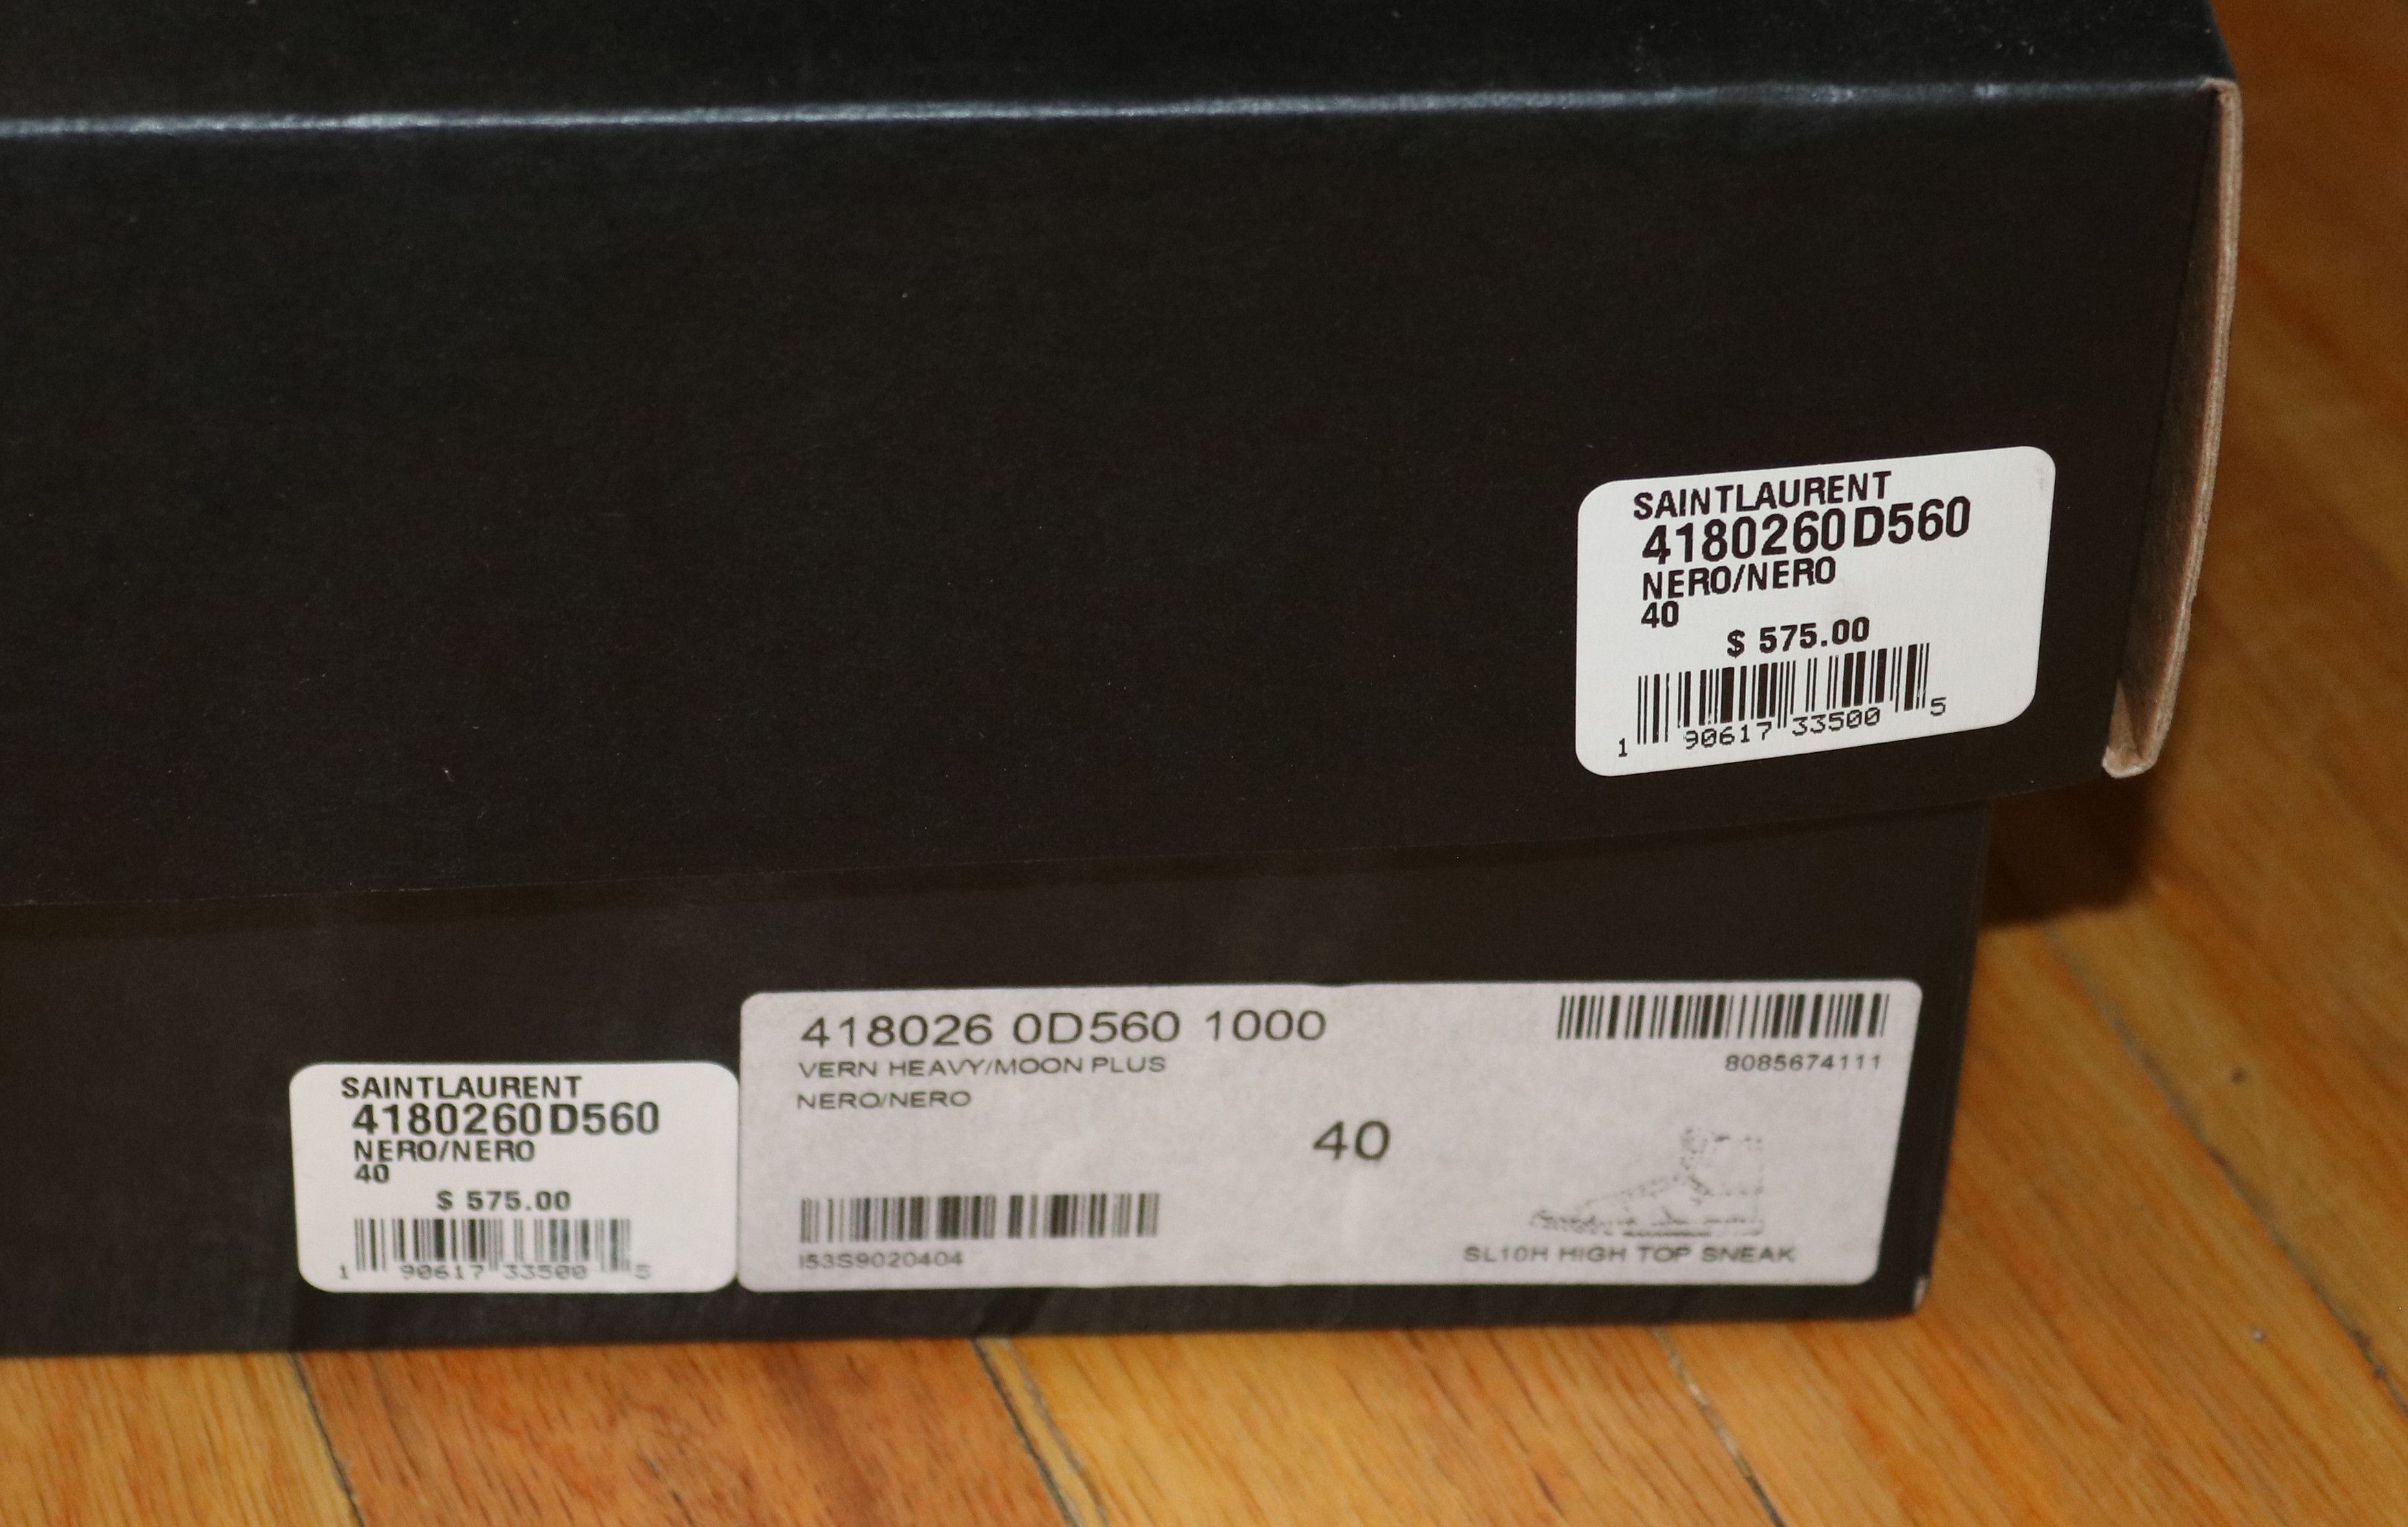 SAINTLAURENT
4180260D560
NERO/NERO
40
$ 575.00
1 90617 33500 5
SAINTLAURENT
4180260D560
NERO/NERO
40
$ 575.00
1 90617 33500 5
418026 0D560 1000
VERN HEAVY/MOON PLUS
NERO/NERO
8085674111
40
I53S9020404
SL10H HIGH TOP SNEAK